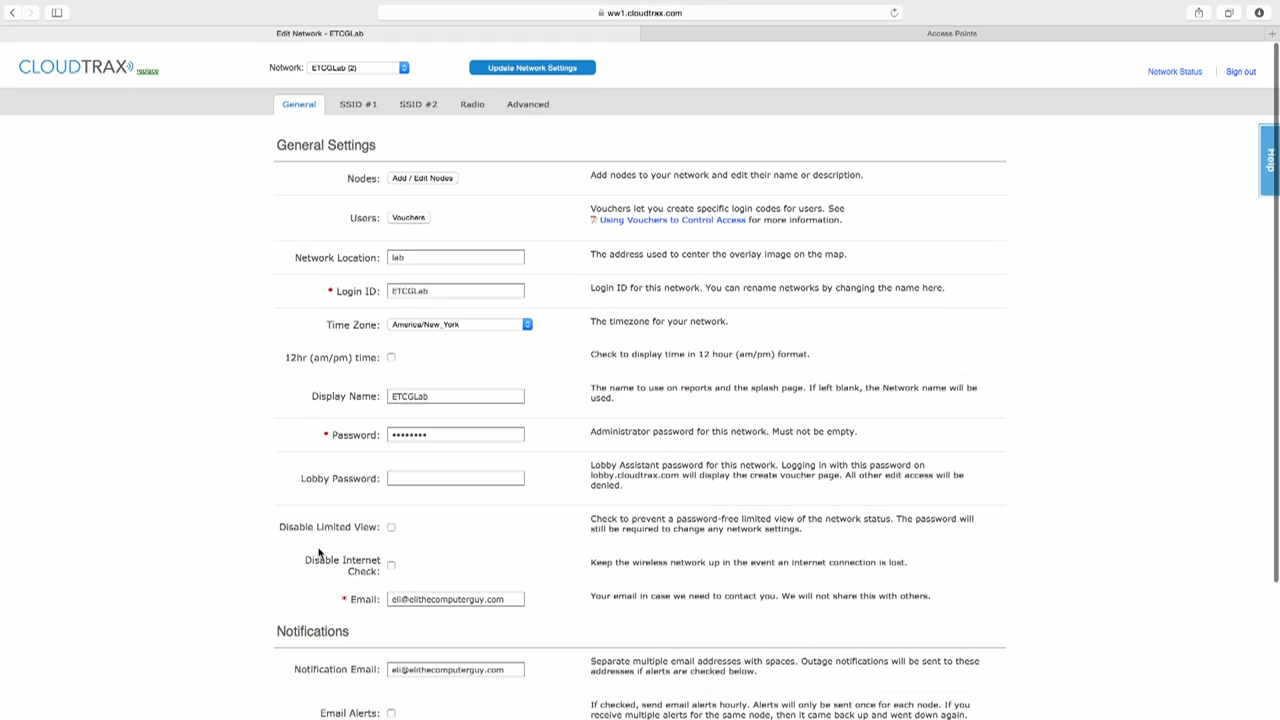 ww1.cloudtrax.com
Edit Network - ETCGLab
Access Points
CLOUDTRAX replace
Network: ETCGLab (2)
Update Network Settings
Network Status | Sign out
General SSID #1 SSID #2 Radio Advanced
Help
General Settings
Nodes: Add / Edit Nodes
Add nodes to your network and edit their name or description.
Users: Vouchers
Vouchers let you create specific login codes for users. See
Using Vouchers to Control Access for more information.
Network Location: lab
The address used to center the overlay image on the map.
* Login ID: ETCGLab
Login ID for this network. You can rename networks by changing the name here.
Time Zone: America/New_York
The timezone for your network.
12hr (am/pm) time:
Check to display time in 12 hour (am/pm) format.
Display Name: ETCGLab
The name to use on reports and the splash page. If left blank, the Network name will be
used.
* Password: ••••••••
Administrator password for this network. Must not be empty.
Lobby Password:
Lobby Assistant password for this network. Logging in with this password on
lobby.cloudtrax.com will display the create voucher page. All other edit access will be
denied.
Disable Limited View:
Check to prevent a password-free limited view of the network status. The password will
still be required to change any network settings.
Disable Internet
Check:
Keep the wireless network up in the event an internet connection is lost.
* Email: eli@elithecomputerguy.com
Your email in case we need to contact you. We will not share this with others.
Notifications
Notification Email: eli@elithecomputerguy.com
Separate multiple email addresses with spaces. Outage notifications will be sent to these
addresses if alerts are checked below.
Email Alerts:
If checked, send email alerts hourly. Alerts will only be sent once for each node. If you
receive multiple alerts for the same node, then it came back up and went down again.